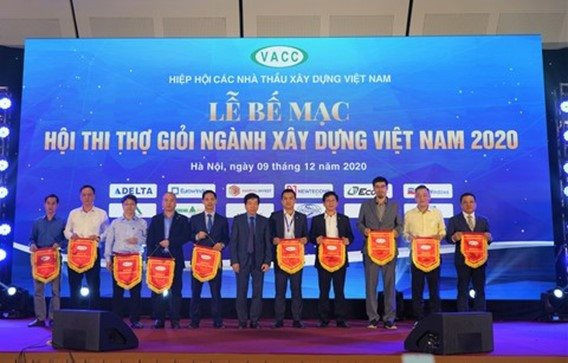 VACC
HIỆP HỘI CÁC NHÀ THẦU XÂY DỰNG VIỆT NAM
LỄ BẾ MẠC
HỘI THI THỢ GIỎI NGÀNH XÂY DỰNG VIỆT NAM 2020
Hà Nội, ngày 09 tháng 12 năm 2020
DELTA
NEWTECONS
VACC